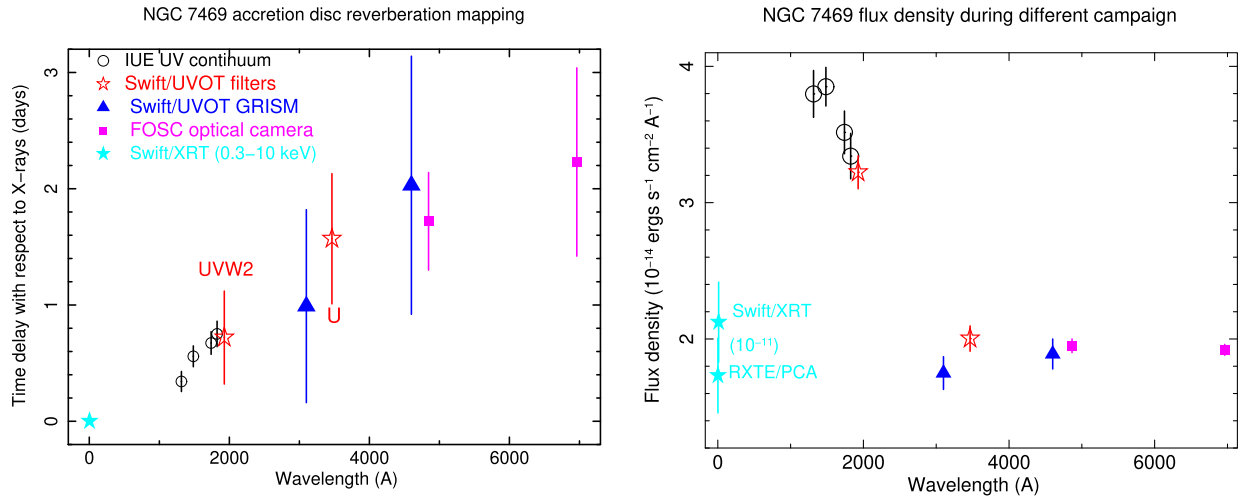 NGC 7469 accretion disc reverberation mapping
Time delay with respect to X−rays (days)
3
2
1
0
IUE UV continuum
Swift/UVOT filters
Swift/UVOT GRISM
FOSC optical camera
Swift/XRT (0.3−10 keV)
UVW2
U
0 2000 4000 6000
Wavelength (A)
NGC 7469 flux density during different campaign
Flux density (10⁻¹⁴ ergs s⁻¹ cm⁻² A⁻¹)
4
3
2
Swift/XRT
(10⁻¹¹)
RXTE/PCA
0 2000 4000 6000
Wavelength (A)